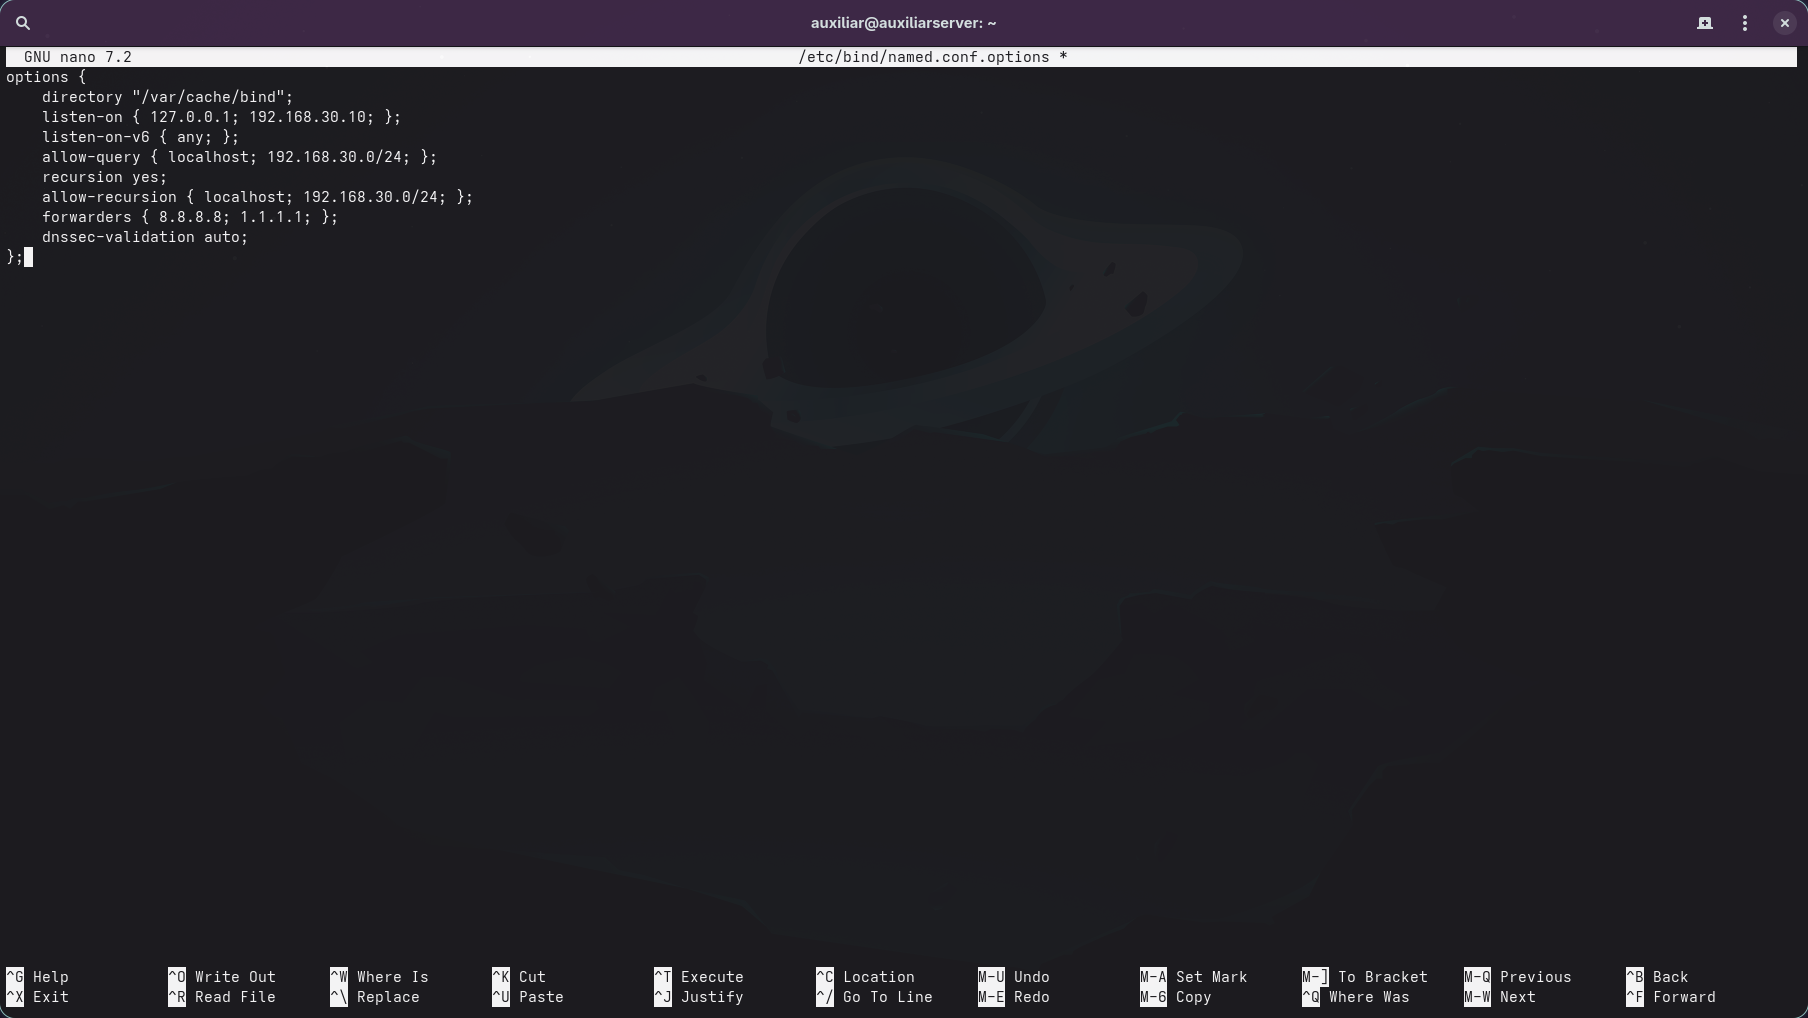 auxiliar@auxiliarserver: ~
GNU nano 7.2 /etc/bind/named.conf.options *
options {
    directory "/var/cache/bind";
    listen-on { 127.0.0.1; 192.168.30.10; };
    listen-on-v6 { any; };
    allow-query { localhost; 192.168.30.0/24; };
    recursion yes;
    allow-recursion { localhost; 192.168.30.0/24; };
    forwarders { 8.8.8.8; 1.1.1.1; };
    dnssec-validation auto;
};
^G Help ^O Write Out ^W Where Is ^K Cut ^T Execute ^C Location M-U Undo M-A Set Mark M-] To Bracket M-Q Previous ^B Back
^X Exit ^R Read File ^\ Replace ^U Paste ^J Justify ^/ Go To Line M-E Redo M-6 Copy ^Q Where Was M-W Next ^F Forward